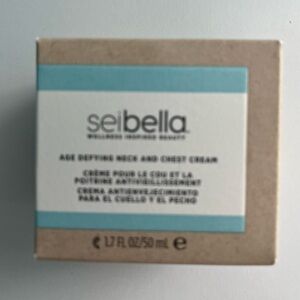 seibella
WELLNESS INSPIRED BEAUTY
AGE DEFYING NECK AND CHEST CREAM
CRÈME POUR LE COU ET LA
POITRINE ANTIVIEILLISSEMENT
CREMA ANTIENVEJECIMIENTO
PARA EL CUELLO Y EL PECHO
1.7 FL OZ/50 mL e